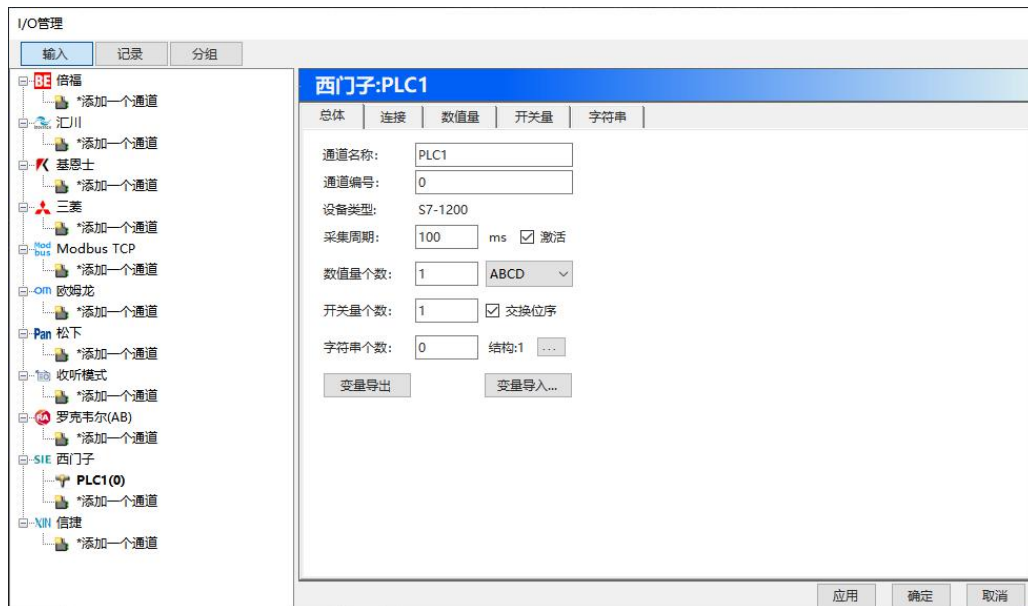 I/O管理
输入 记录 分组
BE 倍福
*添加一个通道
汇川
*添加一个通道
基恩士
*添加一个通道
三菱
*添加一个通道
Mod bus Modbus TCP
*添加一个通道
om 欧姆龙
*添加一个通道
Pan 松下
*添加一个通道
收听模式
*添加一个通道
RA 罗克韦尔(AB)
*添加一个通道
SIE 西门子
PLC1(0)
*添加一个通道
XIN 信捷
*添加一个通道
西门子:PLC1
总体 连接 数值量 开关量 字符串
通道名称: PLC1
通道编号: 0
设备类型: S7-1200
采集周期: 100 ms 激活
数值量个数: 1 ABCD
开关量个数: 1 交换位序
字符串个数: 0 结构:1 ...
变量导出 变量导入...
应用 确定 取消